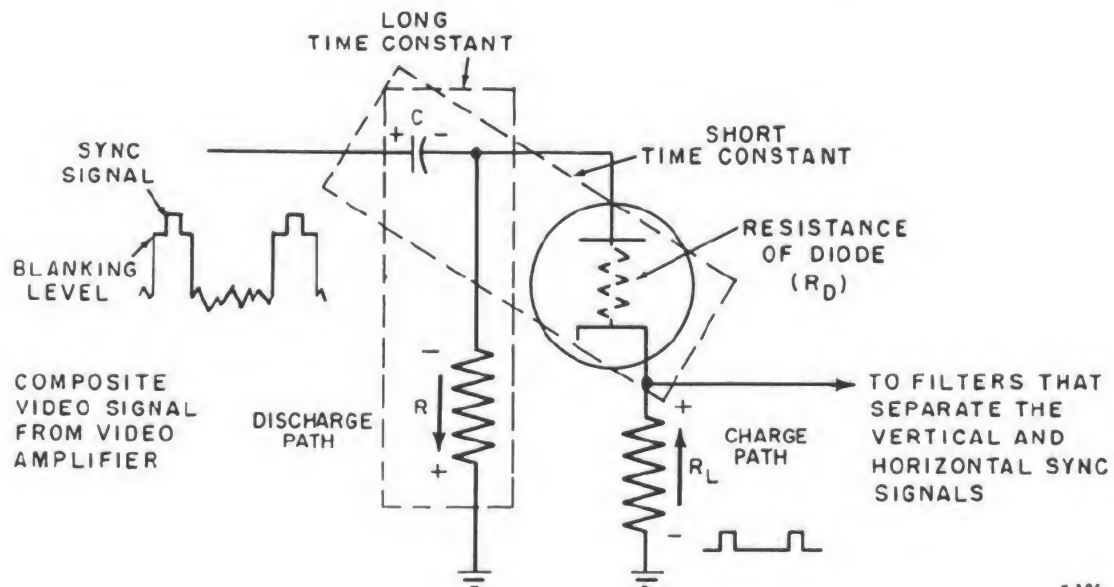 LONG
TIME CONSTANT
C
+ -
SHORT
TIME CONSTANT
SYNC
SIGNAL
BLANKING
LEVEL
RESISTANCE
OF DIODE
(RD)
COMPOSITE
VIDEO SIGNAL
FROM VIDEO
AMPLIFIER
DISCHARGE
PATH
-
R
+
+
RL
-
CHARGE
PATH
TO FILTERS THAT
SEPARATE THE
VERTICAL AND
HORIZONTAL SYNC
SIGNALS